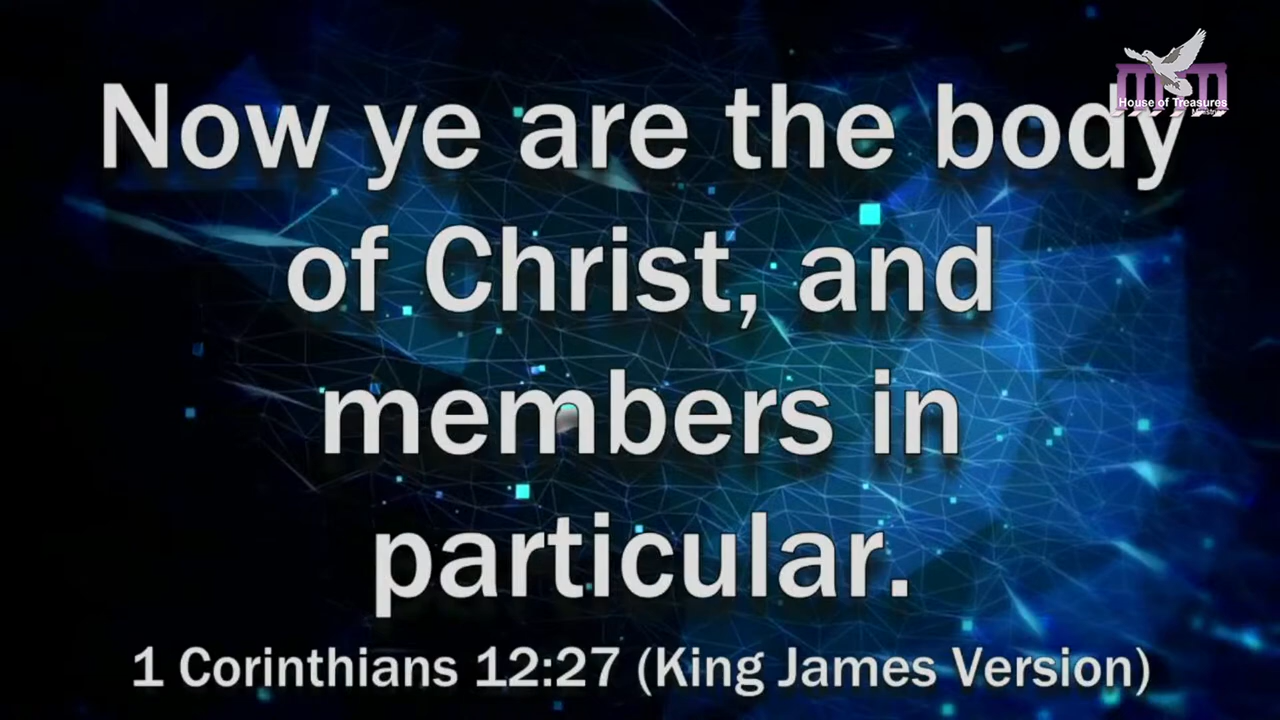 House of Treasures
Ministries
Now ye are the body
of Christ, and
members in
particular.
1 Corinthians 12:27 (King James Version)